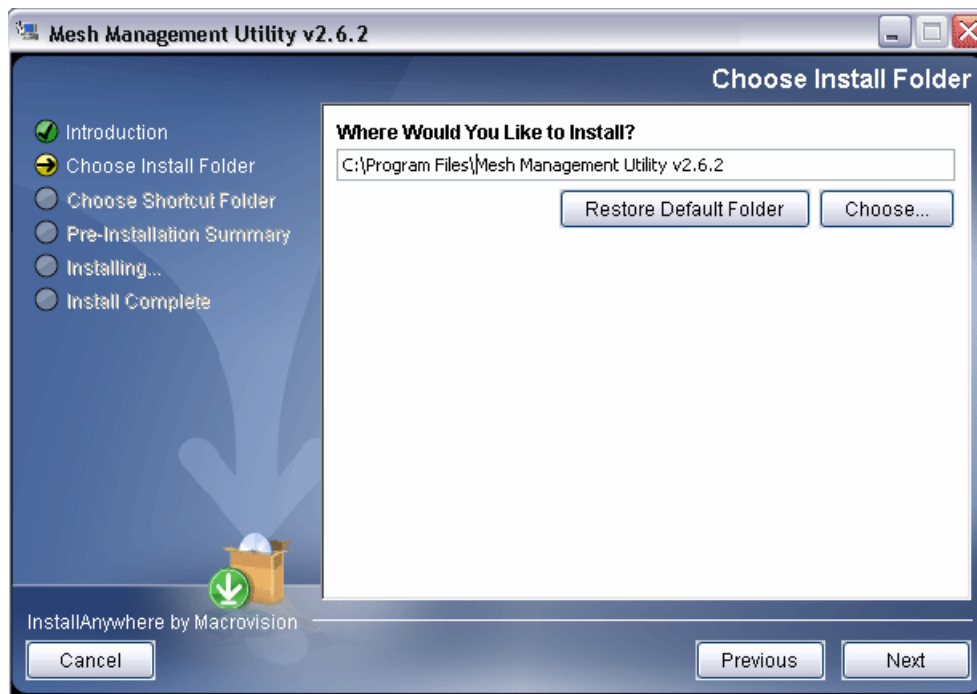 Mesh Management Utility v2.6.2
Choose Install Folder
Introduction
Choose Install Folder
Choose Shortcut Folder
Pre-Installation Summary
Installing...
Install Complete
Where Would You Like to Install?
C:\Program Files\Mesh Management Utility v2.6.2
Restore Default Folder
Choose...
InstallAnywhere by Macrovision
Cancel
Previous
Next